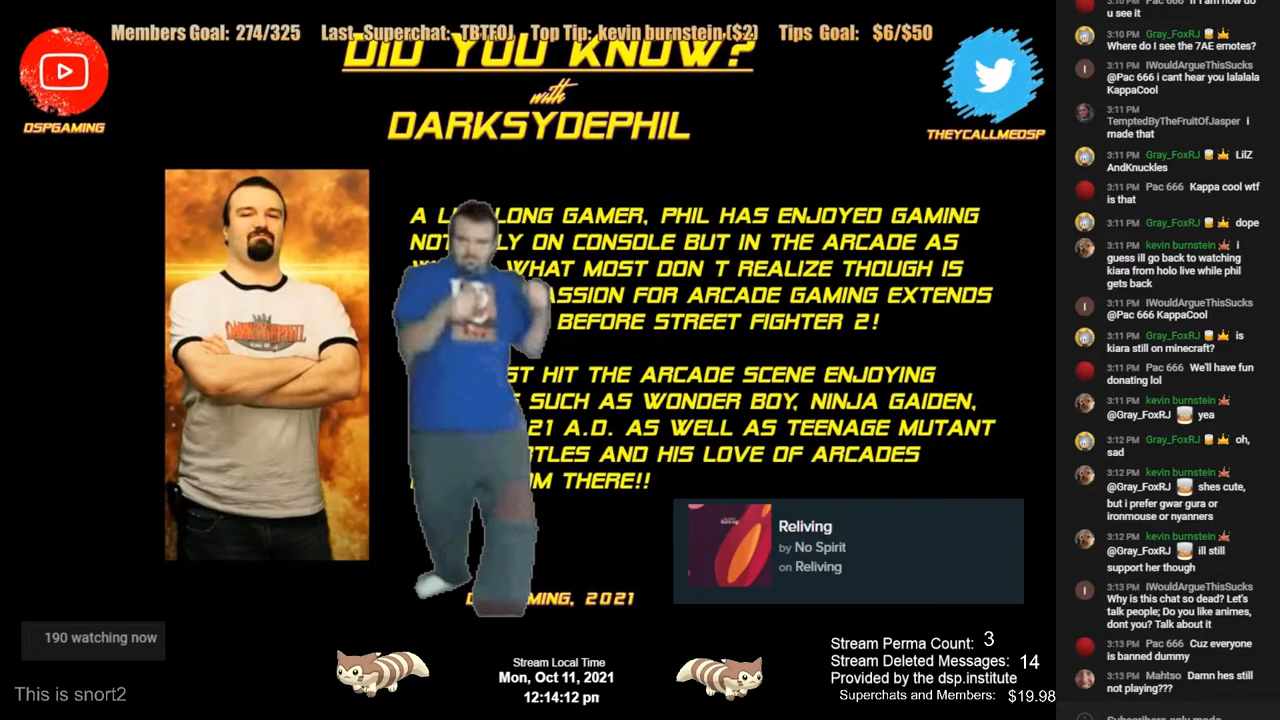 Members Goal: 274/325 Last Superchat: TBTFOJ Top Tip: kevin burnstein ($2) Tips Goal: $6/$50
DID YOU KNOW?
with
DARKSYDEPHIL
DSPGAMING
THEYCALLMEDSP
A LONG GAMER, PHIL HAS ENJOYED GAMING
ON CONSOLE BUT IN THE ARCADE AS
WHAT MOST DON T REALIZE THOUGH IS
FOR ARCADE GAMING EXTENDS
BEFORE STREET FIGHTER 2!
HIT THE ARCADE SCENE ENJOYING
SUCH AS WONDER BOY, NINJA GAIDEN,
21 A.D. AS WELL AS TEENAGE MUTANT
AND HIS LOVE OF ARCADES
THERE!!
2021
Reliving
by No Spirit
on Reliving
190 watching now
This is snort2
Stream Local Time
Mon, Oct 11, 2021
12:14:12 pm
Stream Perma Count: 3
Stream Deleted Messages: 14
Provided by the dsp.institute
Superchats and Members: $19.98
u see it
3:10 PM Gray_FoxRJ
Where do I see the 7AE emotes?
3:11 PM IWouldArgueThisSucks
@Pac 666 i cant hear you lalalala
KappaCool
3:11 PM
TemptedByTheFruitOfJasper i
made that
3:11 PM Gray_FoxRJ LilZ
AndKnuckles
3:11 PM Pac 666 Kappa cool wtf
is that
3:11 PM Gray_FoxRJ dope
3:11 PM kevin burnstein i
guess ill go back to watching
kiara from holo live while phil
gets back
3:11 PM IWouldArgueThisSucks
@Pac 666 KappaCool
3:11 PM Gray_FoxRJ is
kiara still on minecraft?
3:11 PM Pac 666 We'll have fun
donating lol
3:11 PM kevin burnstein
@Gray_FoxRJ yea
3:12 PM Gray_FoxRJ oh,
sad
3:12 PM kevin burnstein
@Gray_FoxRJ shes cute,
but i prefer gwar gura or
ironmouse or nyanners
3:12 PM kevin burnstein
@Gray_FoxRJ ill still
support her though
3:13 PM IWouldArgueThisSucks
Why is this chat so dead? Let's
talk people; Do you like animes,
dont you? Talk about it
3:13 PM Pac 666 Cuz everyone
is banned dummy
3:13 PM Mahtso Damn hes still
not playing???